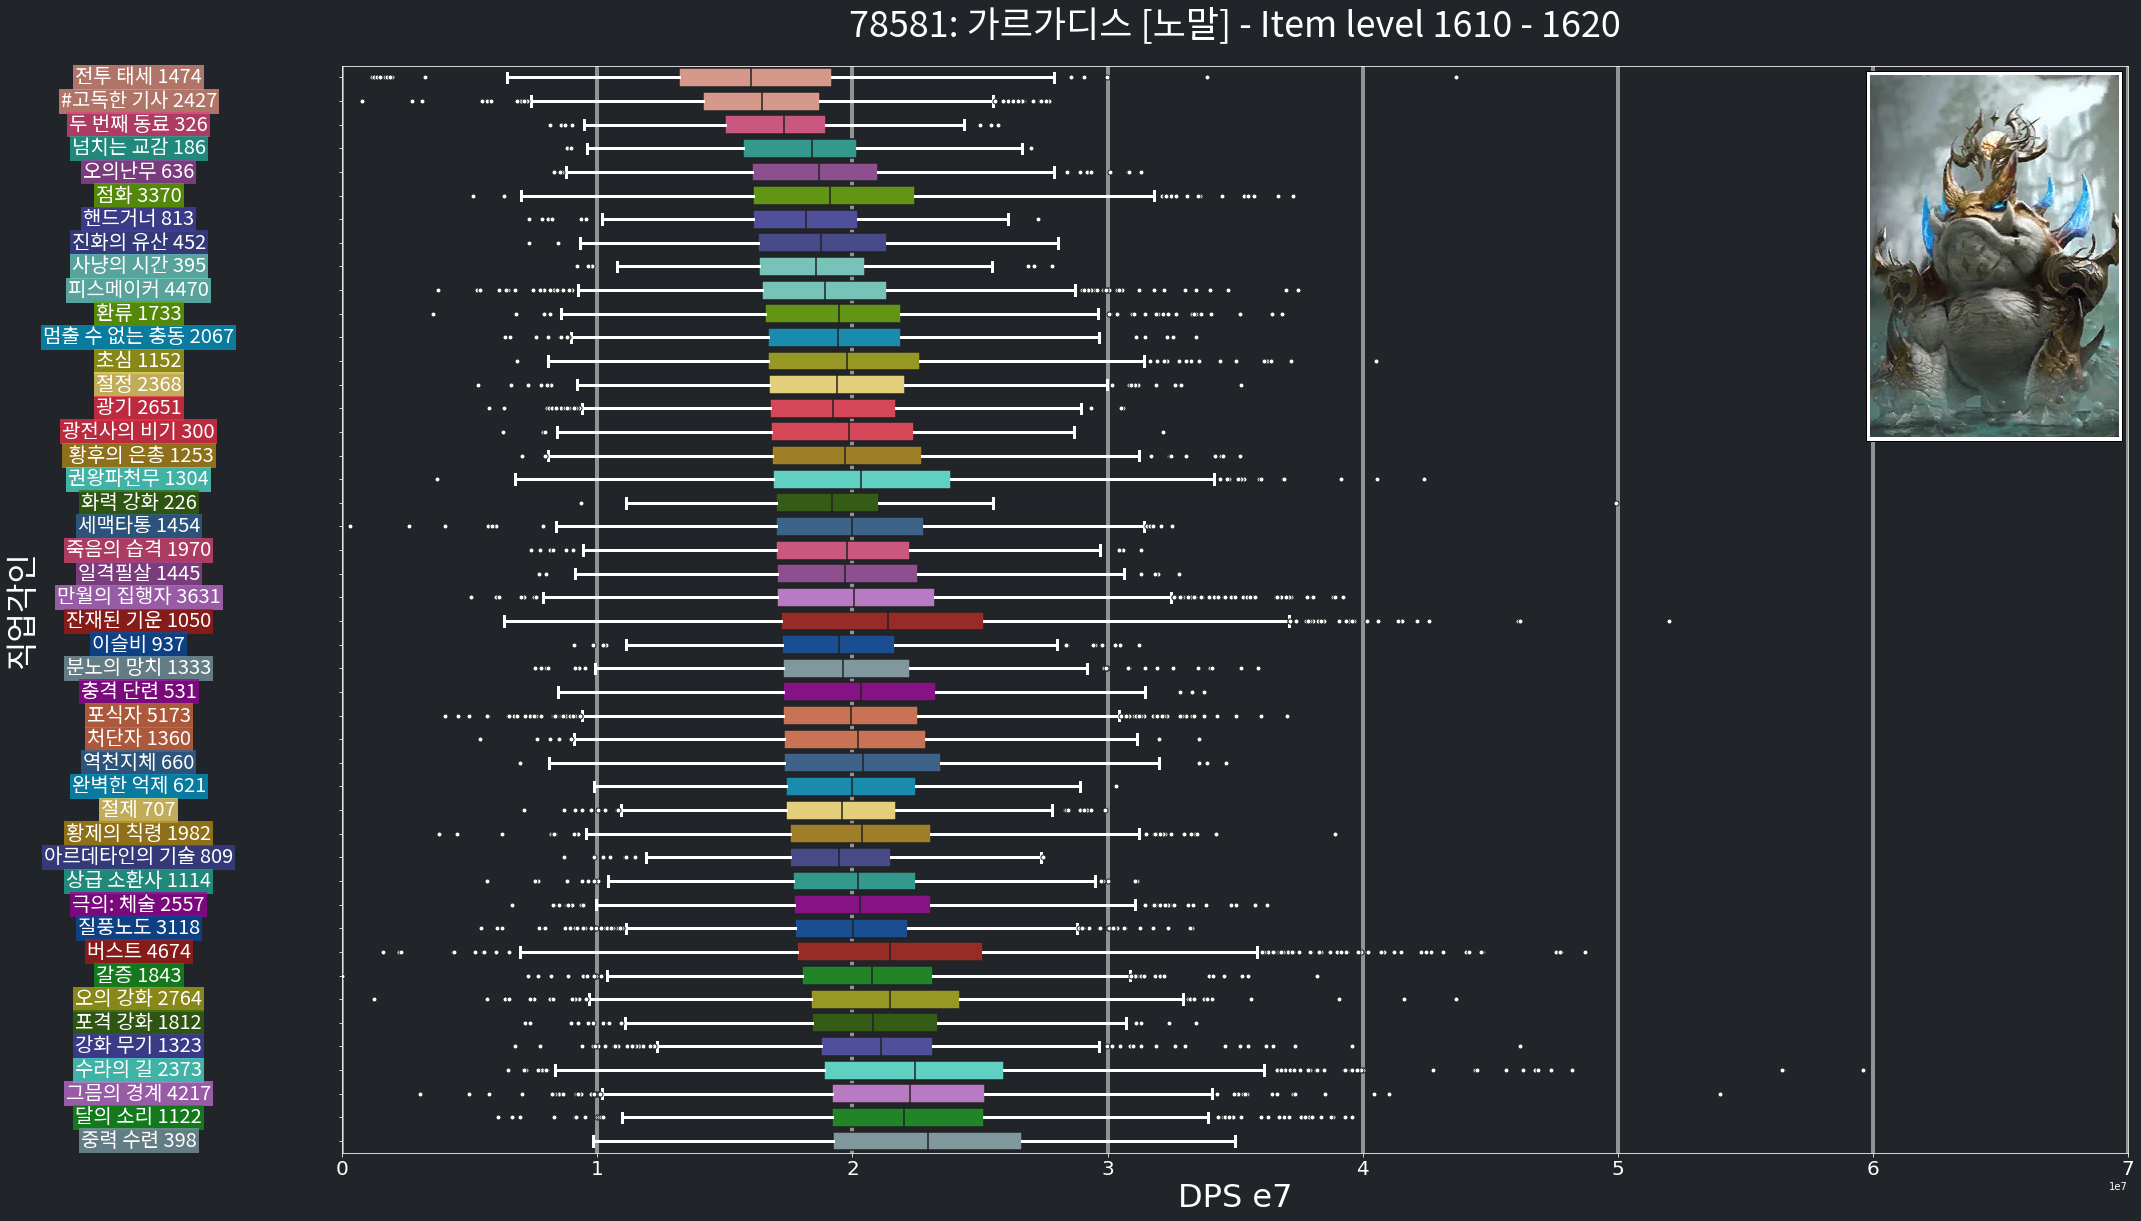 78581: 가르가디스 [노말] - Item level 1610 - 1620
직업각인
전투 태세 1474
#고독한 기사 2427
두 번째 동료 326
넘치는 교감 186
오의난무 636
점화 3370
핸드거너 813
진화의 유산 452
사냥의 시간 395
피스메이커 4470
환류 1733
멈출 수 없는 충동 2067
초심 1152
절정 2368
광기 2651
광전사의 비기 300
황후의 은총 1253
권왕파천무 1304
화력 강화 226
세맥타통 1454
죽음의 습격 1970
일격필살 1445
만월의 집행자 3631
잔재된 기운 1050
이슬비 937
분노의 망치 1333
충격 단련 531
포식자 5173
처단자 1360
역천지체 660
완벽한 억제 621
절제 707
황제의 칙령 1982
아르데타인의 기술 809
상급 소환사 1114
극의: 체술 2557
질풍노도 3118
버스트 4674
갈증 1843
오의 강화 2764
포격 강화 1812
강화 무기 1323
수라의 길 2373
그믐의 경계 4217
달의 소리 1122
중력 수련 398
0 1 2 3 4 5 6 7
1e7
DPS e7